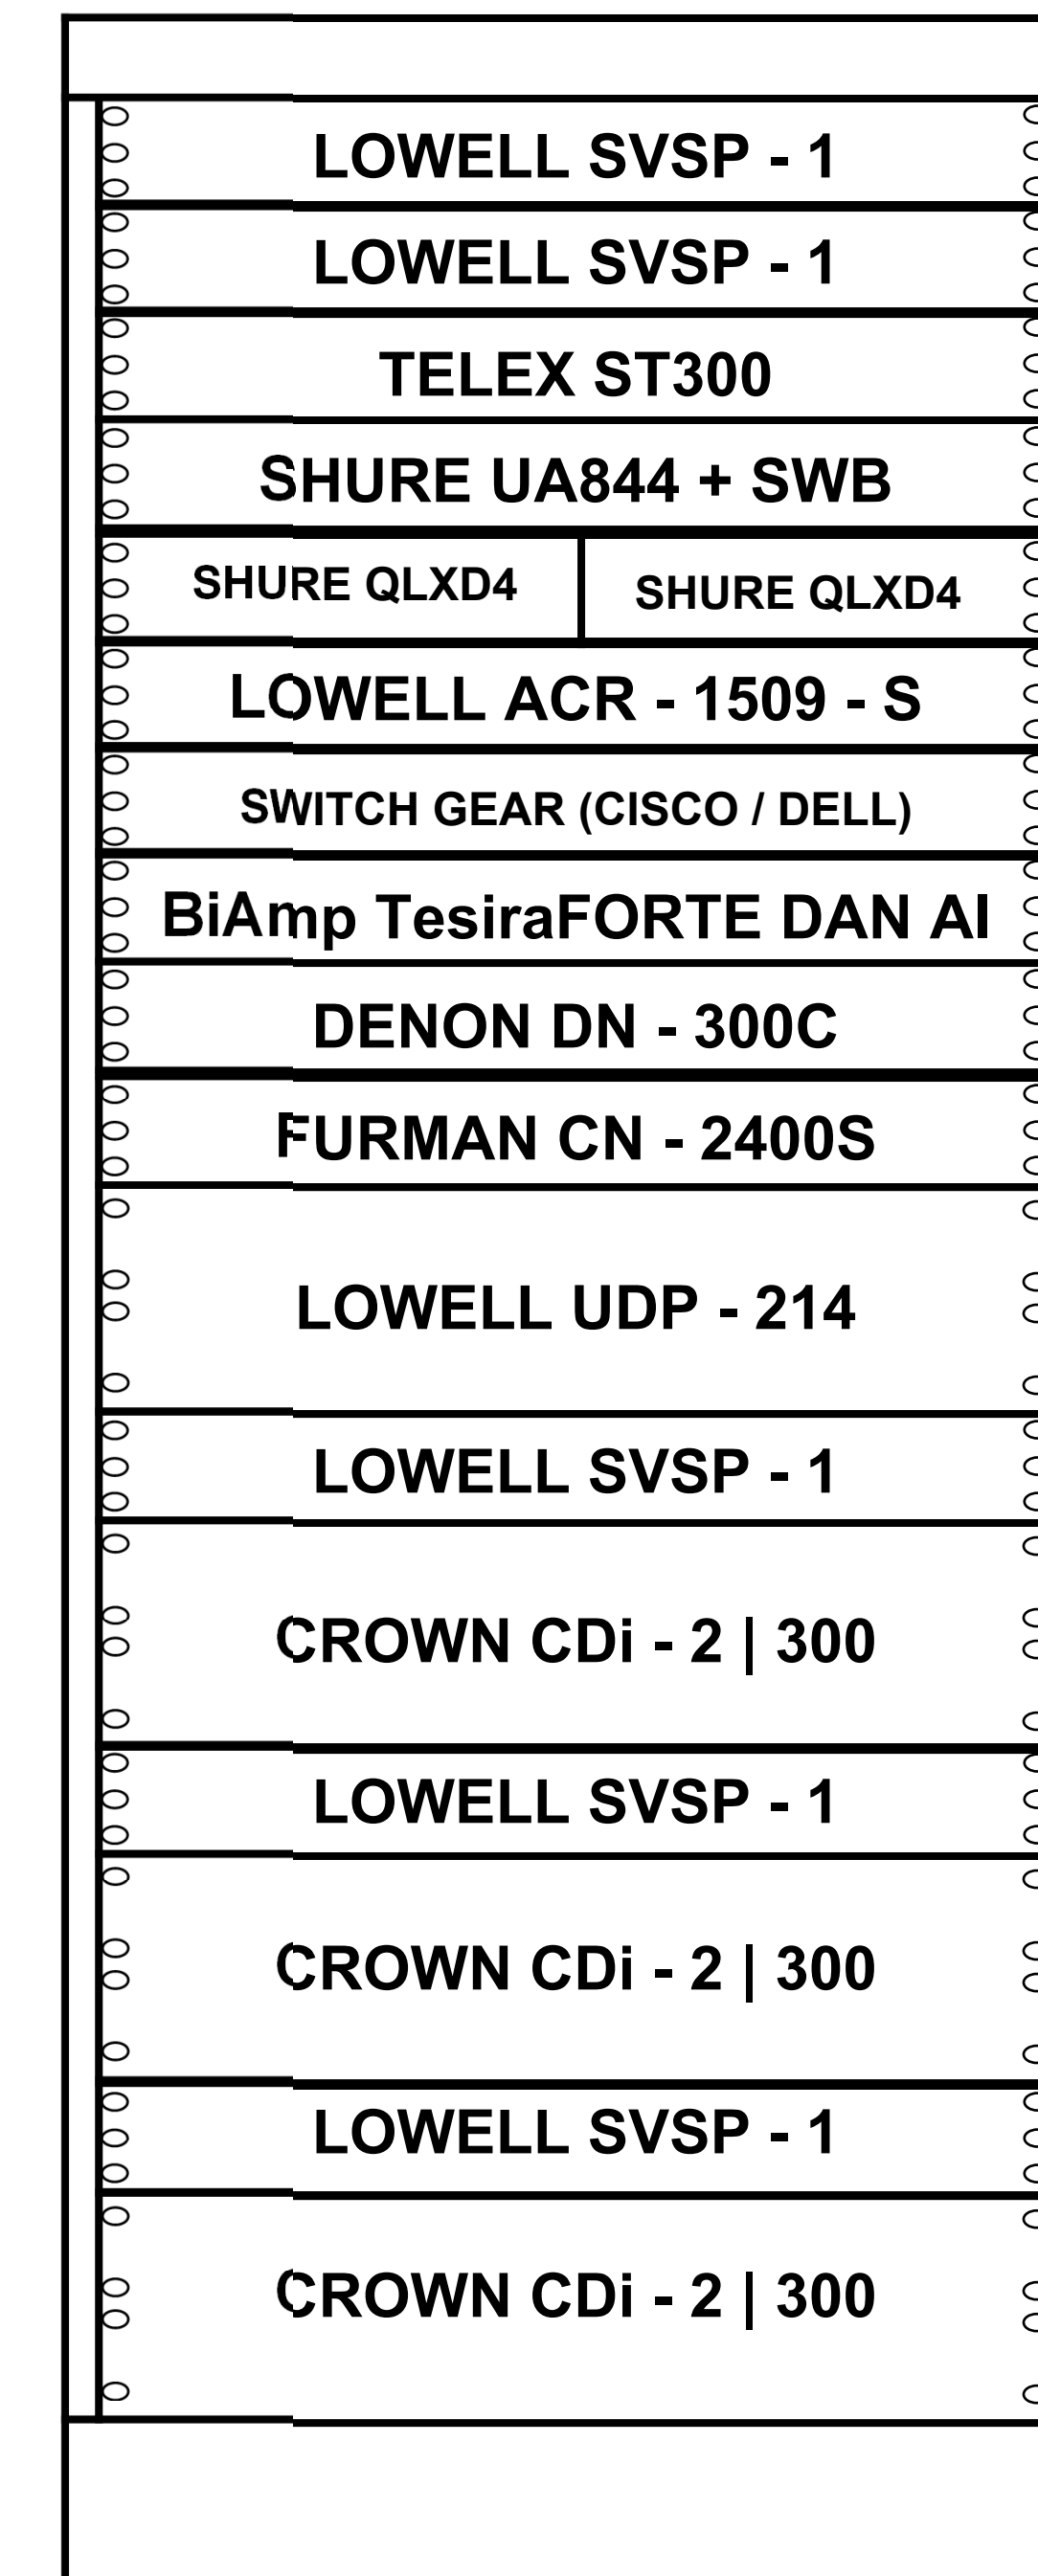 LOWELL SVSP - 1
LOWELL SVSP - 1
TELEX ST300
SHURE UA844 + SWB
SHURE QLXD4 SHURE QLXD4
LOWELL ACR - 1509 - S
SWITCH GEAR (CISCO / DELL)
BiAmp TesiraFORTE DAN AI
DENON DN - 300C
FURMAN CN - 2400S
LOWELL UDP - 214
LOWELL SVSP - 1
CROWN CDi - 2 | 300
LOWELL SVSP - 1
CROWN CDi - 2 | 300
LOWELL SVSP - 1
CROWN CDi - 2 | 300